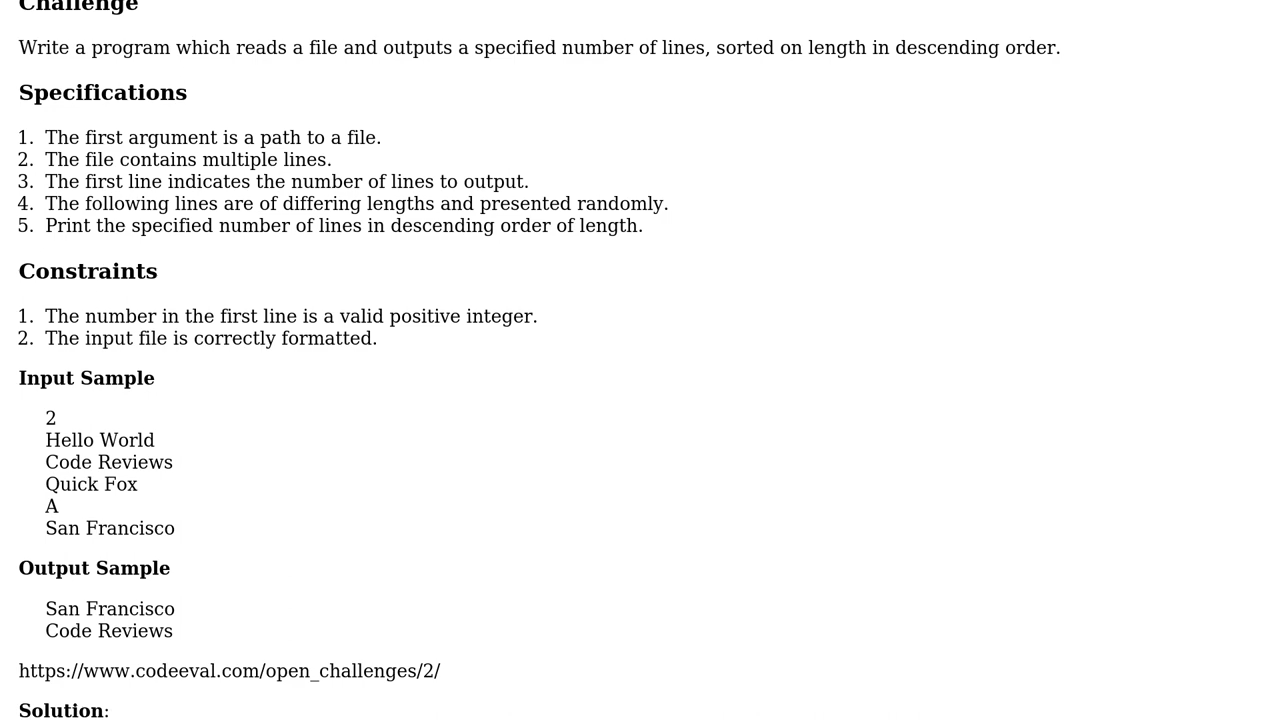 Challenge
Write a program which reads a file and outputs a specified number of lines, sorted on length in descending order.
Specifications
1. The first argument is a path to a file.
2. The file contains multiple lines.
3. The first line indicates the number of lines to output.
4. The following lines are of differing lengths and presented randomly.
5. Print the specified number of lines in descending order of length.
Constraints
1. The number in the first line is a valid positive integer.
2. The input file is correctly formatted.
Input Sample
2
Hello World
Code Reviews
Quick Fox
A
San Francisco
Output Sample
San Francisco
Code Reviews
https://www.codeeval.com/open_challenges/2/
Solution: